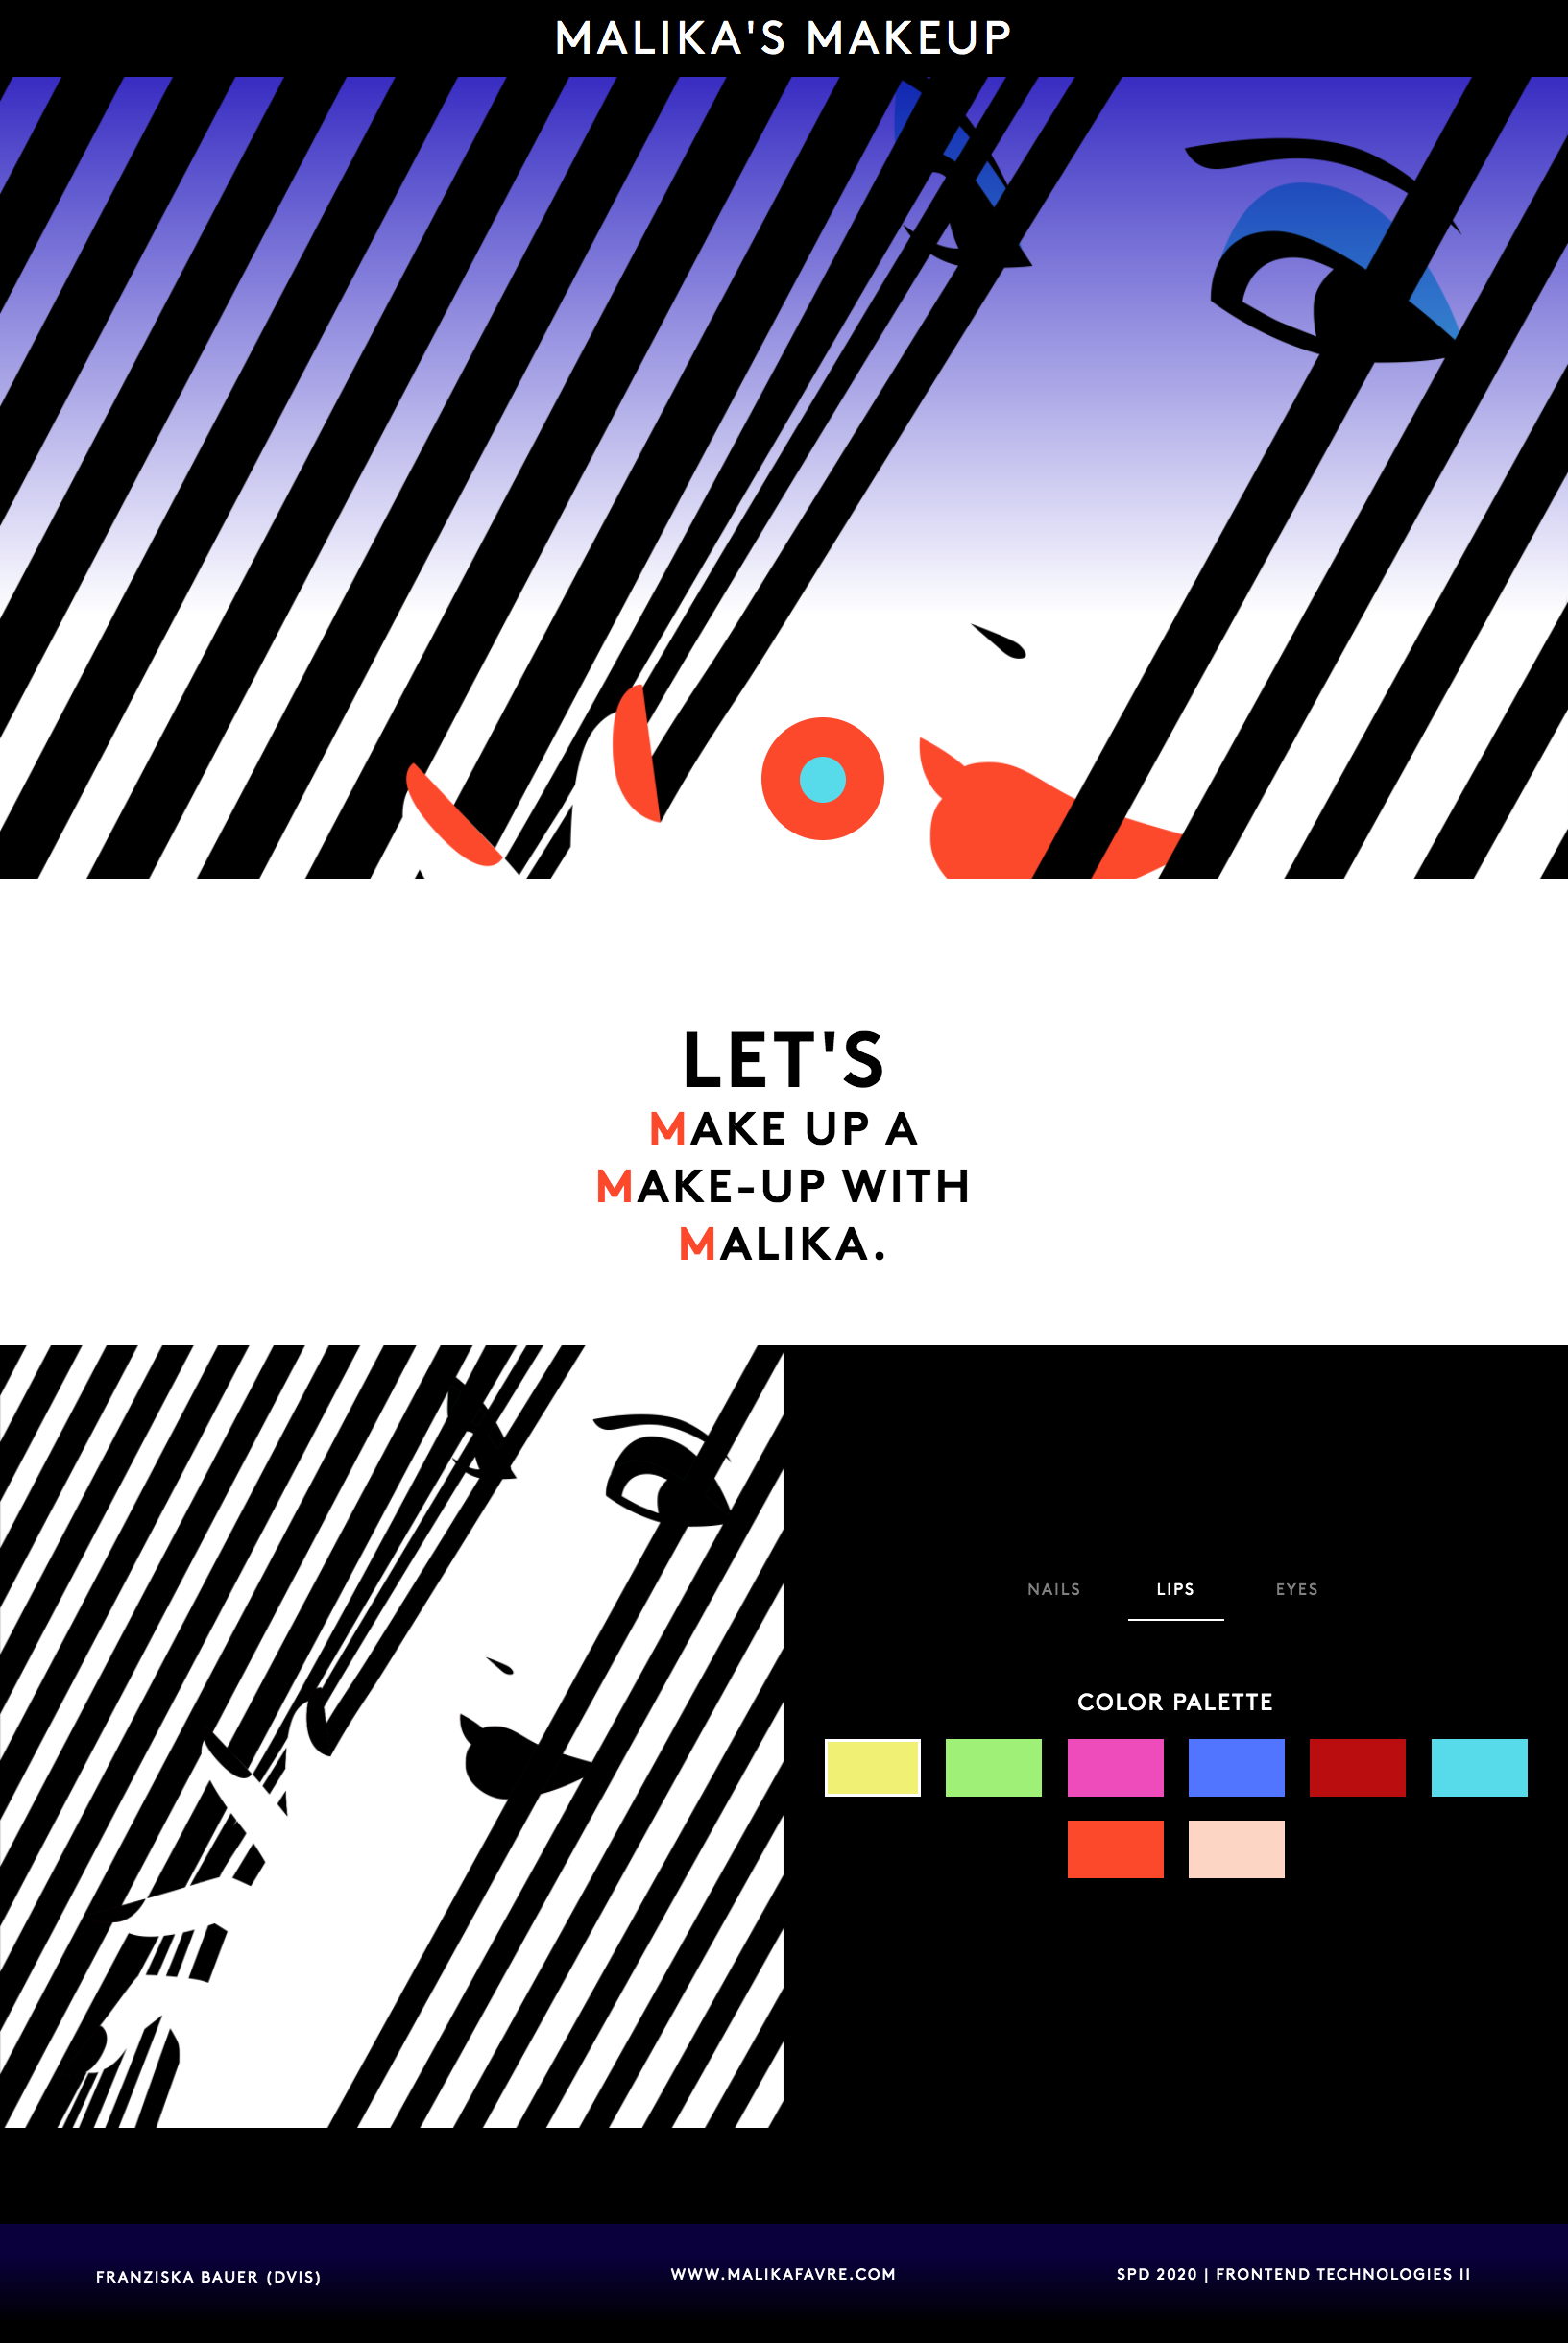 MALIKA'S MAKEUP
LET'S
MAKE UP A
MAKE-UP WITH
MALIKA.
NAILS LIPS EYES
COLOR PALETTE
FRANZISKA BAUER (DVIS) WWW.MALIKAFAVRE.COM SPD 2020 | FRONTEND TECHNOLOGIES II